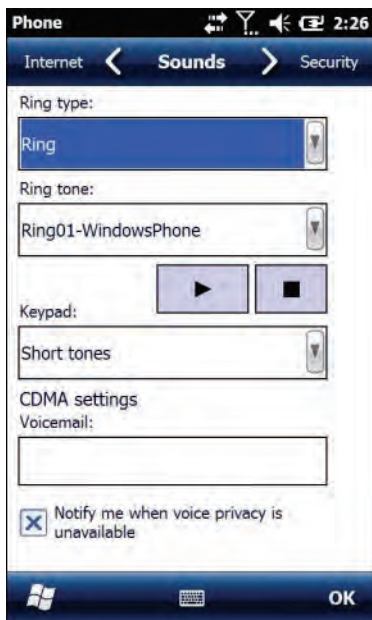 Phone 2:26
Internet Sounds Security
Ring type:
Ring
Ring tone:
Ring01-WindowsPhone
Keypad:
Short tones
CDMA settings
Voicemail:
Notify me when voice privacy is
unavailable
OK